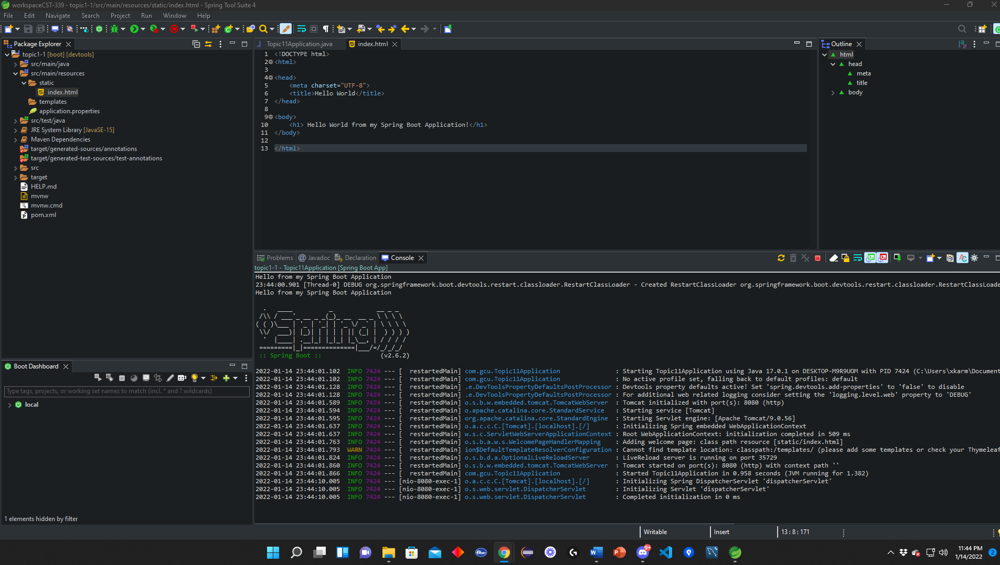 workspaceCST-339 - topic1-1/src/main/resources/static/index.html - Spring Tool Suite 4
File Edit Navigate Search Project Run Window Help
Package Explorer
topic1-1 [boot] [devtools]
src/main/java
src/main/resources
static
index.html
templates
application.properties
src/test/java
JRE System Library [JavaSE-15]
Maven Dependencies
target/generated-sources/annotations
target/generated-test-sources/test-annotations
src
target
HELP.md
mvnw
mvnw.cmd
pom.xml
Topic11Application.java index.html
1 <!DOCTYPE html>
2 <html>
3
4 <head>
5 <meta charset="UTF-8">
6 <title>Hello World</title>
7 </head>
8
9 <body>
10 <h1> Hello World from my Spring Boot Application!</h1>
11 </body>
12
13 </html>
Outline
html
head
meta
title
body
Boot Dashboard
Type tags, projects, or working set names to match (incl. * and ? wildcards)
local
1 elements hidden by filter
Problems Javadoc Declaration Console
topic1-1 - Topic11Application [Spring Boot App]
Hello from my Spring Boot Application
23:44:00.901 [Thread-0] DEBUG org.springframework.boot.devtools.restart.classloader.RestartClassLoader - Created RestartClassLoader org.springframework.boot.devtools.restart.classloader.RestartClassLoade
Hello from my Spring Boot Application
Spring
:: Spring Boot :: (v2.6.2)
2022-01-14 23:44:01.102 INFO 7424 --- [ restartedMain] com.gcu.Topic11Application : Starting Topic11Application using Java 17.0.1 on DESKTOP-M9R9UOM with PID 7424 (C:\Users\xkarm\Document
2022-01-14 23:44:01.102 INFO 7424 --- [ restartedMain] com.gcu.Topic11Application : No active profile set, falling back to default profiles: default
2022-01-14 23:44:01.128 INFO 7424 --- [ restartedMain] .e.DevToolsPropertyDefaultsPostProcessor : Devtools property defaults active! Set 'spring.devtools.add-properties' to 'false' to disable
2022-01-14 23:44:01.128 INFO 7424 --- [ restartedMain] .e.DevToolsPropertyDefaultsPostProcessor : For additional web related logging consider setting the 'logging.level.web' property to 'DEBUG'
2022-01-14 23:44:01.589 INFO 7424 --- [ restartedMain] o.s.b.w.embedded.tomcat.TomcatWebServer : Tomcat initialized with port(s): 8080 (http)
2022-01-14 23:44:01.594 INFO 7424 --- [ restartedMain] o.apache.catalina.core.StandardService : Starting service [Tomcat]
2022-01-14 23:44:01.595 INFO 7424 --- [ restartedMain] org.apache.catalina.core.StandardEngine : Starting Servlet engine: [Apache Tomcat/9.0.56]
2022-01-14 23:44:01.637 INFO 7424 --- [ restartedMain] o.a.c.c.C.[Tomcat].[localhost].[/] : Initializing Spring embedded WebApplicationContext
2022-01-14 23:44:01.637 INFO 7424 --- [ restartedMain] w.s.c.ServletWebServerApplicationContext : Root WebApplicationContext: initialization completed in 509 ms
2022-01-14 23:44:01.763 INFO 7424 --- [ restartedMain] o.s.b.a.w.s.WelcomePageHandlerMapping : Adding welcome page: class path resource [static/index.html]
2022-01-14 23:44:01.793 WARN 7424 --- [ restartedMain] ion$DefaultTemplateResolverConfiguration : Cannot find template location: classpath:/templates/ (please add some templates or check your Thymeleaf
2022-01-14 23:44:01.824 INFO 7424 --- [ restartedMain] o.s.b.d.a.OptionalLiveReloadServer : LiveReload server is running on port 35729
2022-01-14 23:44:01.860 INFO 7424 --- [ restartedMain] o.s.b.w.embedded.tomcat.TomcatWebServer : Tomcat started on port(s): 8080 (http) with context path ''
2022-01-14 23:44:01.866 INFO 7424 --- [ restartedMain] com.gcu.Topic11Application : Started Topic11Application in 0.958 seconds (JVM running for 1.382)
2022-01-14 23:44:10.005 INFO 7424 --- [nio-8080-exec-1] o.a.c.c.C.[Tomcat].[localhost].[/] : Initializing Spring DispatcherServlet 'dispatcherServlet'
2022-01-14 23:44:10.005 INFO 7424 --- [nio-8080-exec-1] o.s.web.servlet.DispatcherServlet : Initializing Servlet 'dispatcherServlet'
2022-01-14 23:44:10.005 INFO 7424 --- [nio-8080-exec-1] o.s.web.servlet.DispatcherServlet : Completed initialization in 0 ms
Writable Insert 13 : 8 : 171
Blue
9+
11:44 PM
1/14/2022
2